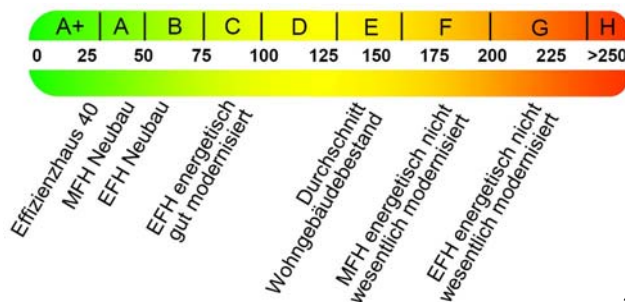 A+ A B C D E F G H
0 25 50 75 100 125 150 175 200 225 >250
Effizienzhaus 40
MFH Neubau
EFH Neubau
EFH energetisch
gut modernisiert
Durchschnitt
Wohngebäudebestand
MFH energetisch nicht
wesentlich modernisiert
EFH energetisch nicht
wesentlich modernisiert